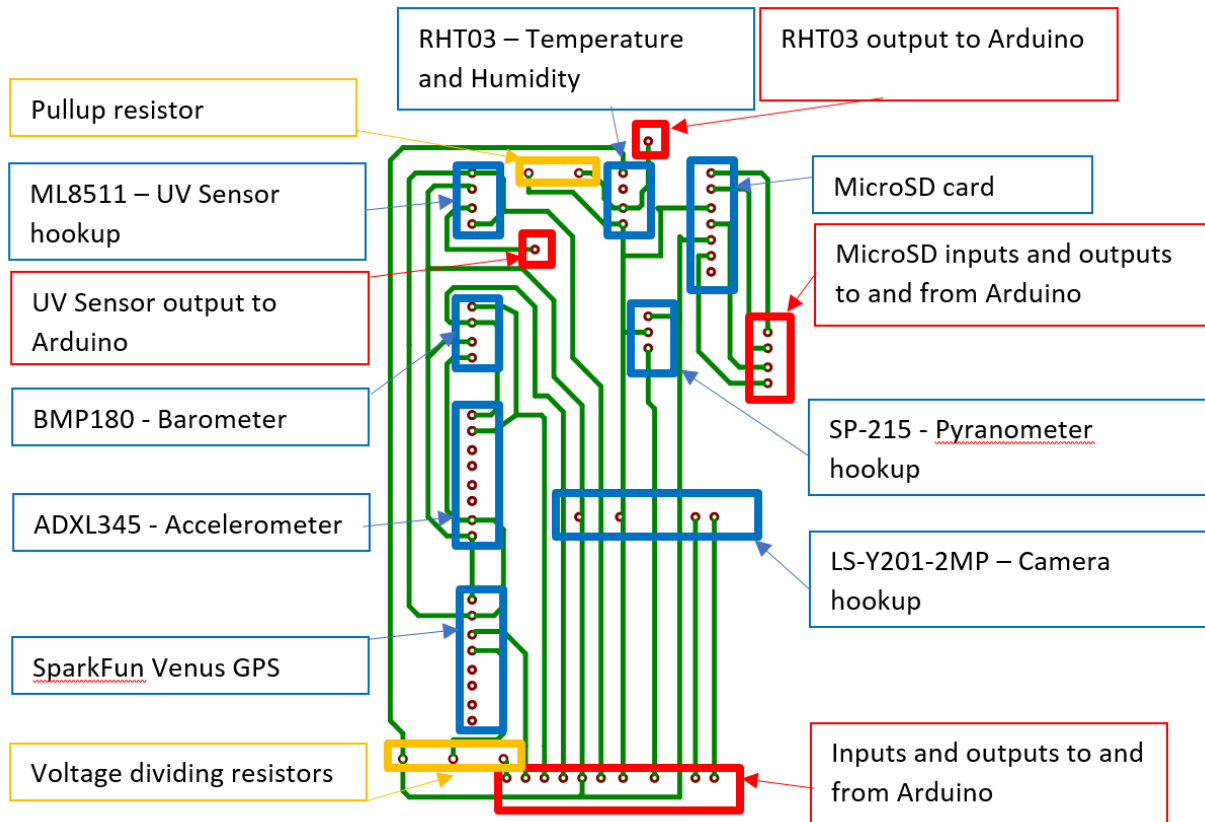 RHT03 – Temperature
and Humidity
RHT03 output to Arduino
Pullup resistor
ML8511 – UV Sensor
hookup
MicroSD card
UV Sensor output to
Arduino
MicroSD inputs and outputs
to and from Arduino
BMP180 - Barometer
SP-215 - Pyranometer
hookup
ADXL345 - Accelerometer
LS-Y201-2MP – Camera
hookup
SparkFun Venus GPS
Voltage dividing resistors
Inputs and outputs to and
from Arduino